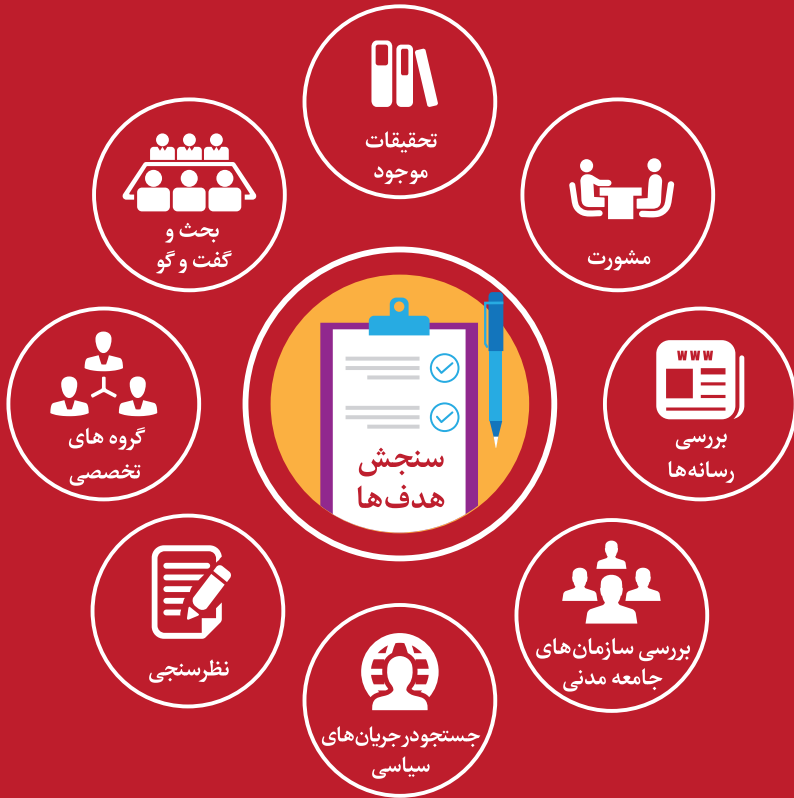 تحقیقات
موجود
مشورت
WWW
بررسی
رسانه‌ها
بررسی سازمان‌های
جامعه مدنی
جستجودرجریان‌های
سیاسی
نظرسنجی
گروه های
تخصصی
بحث و
گفت و گو
سنجش
هدف‌ها